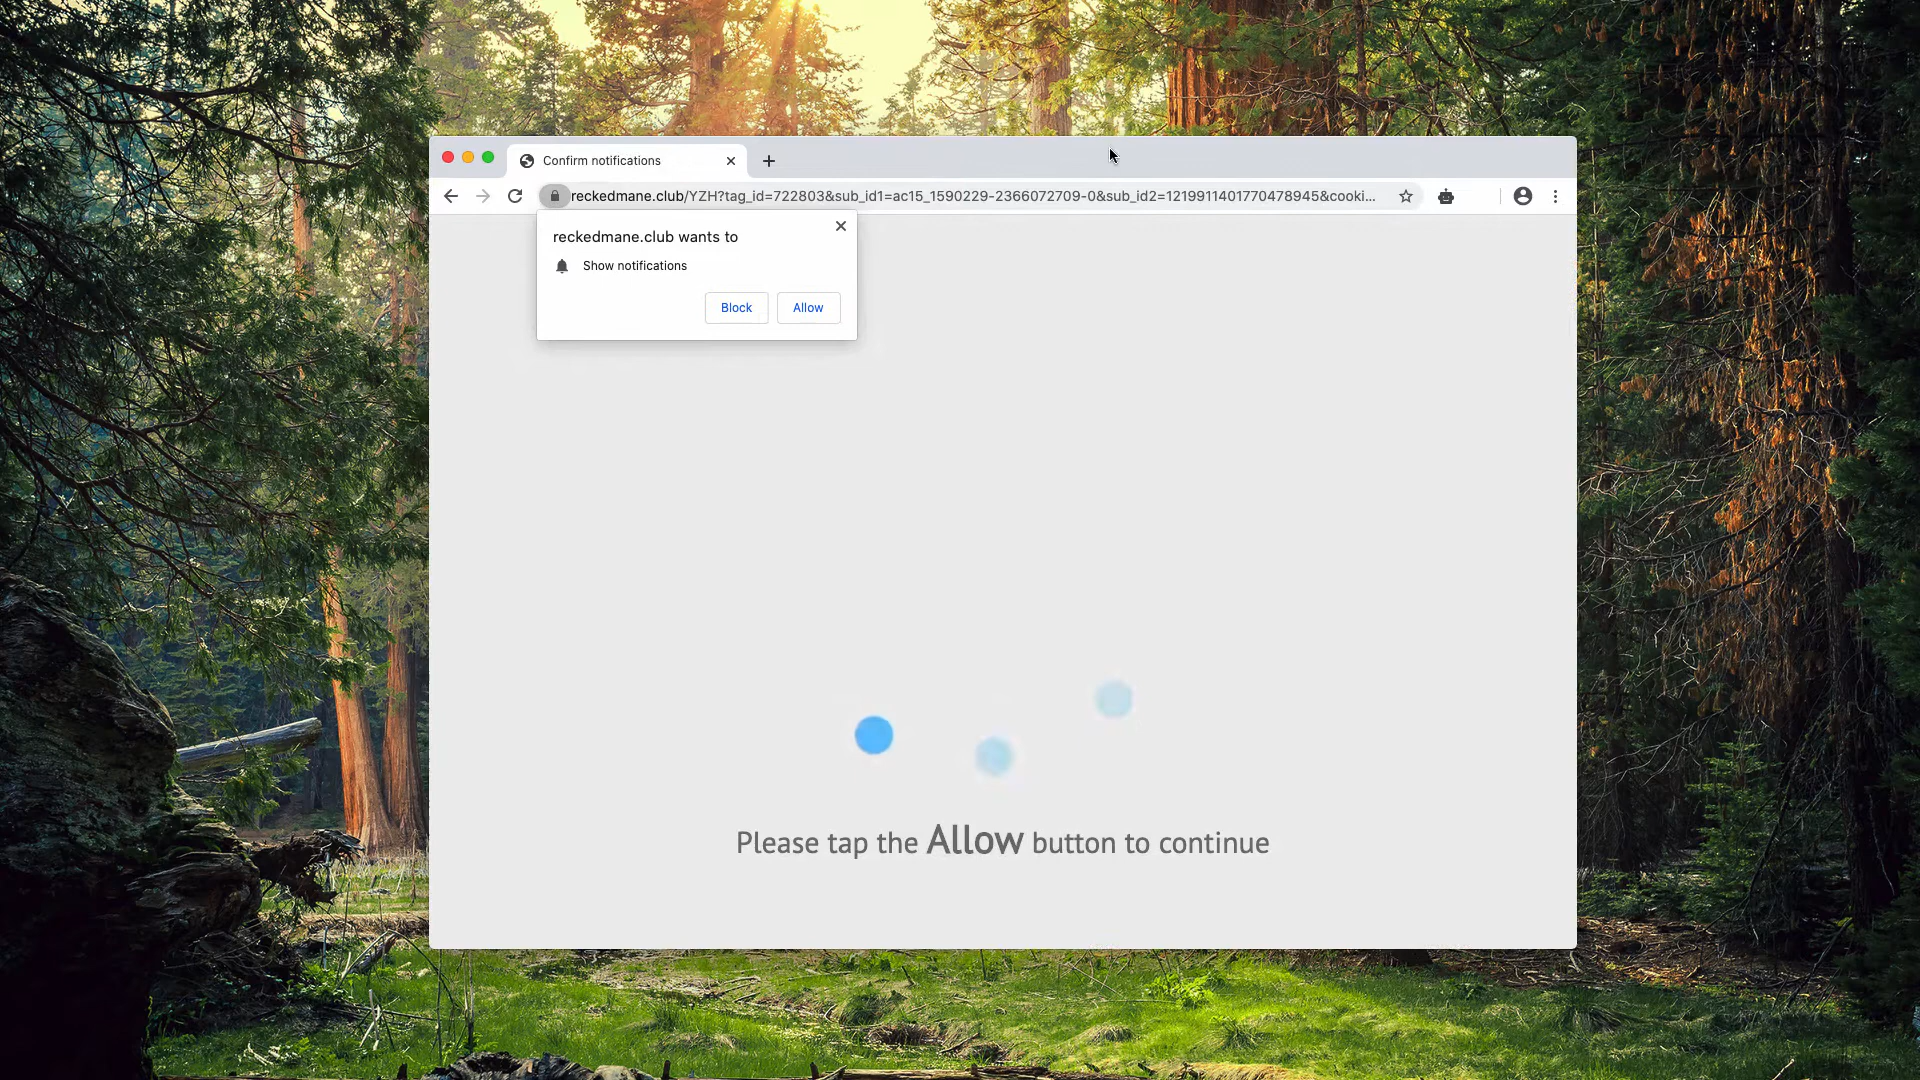 Confirm notifications
reckedmane.club/YZH?tag_id=722803&sub_id1=ac15_1590229-2366072709-0&sub_id2=1219911401770478945&cooki...
reckedmane.club wants to
Show notifications
Block
Allow
Please tap the Allow button to continue